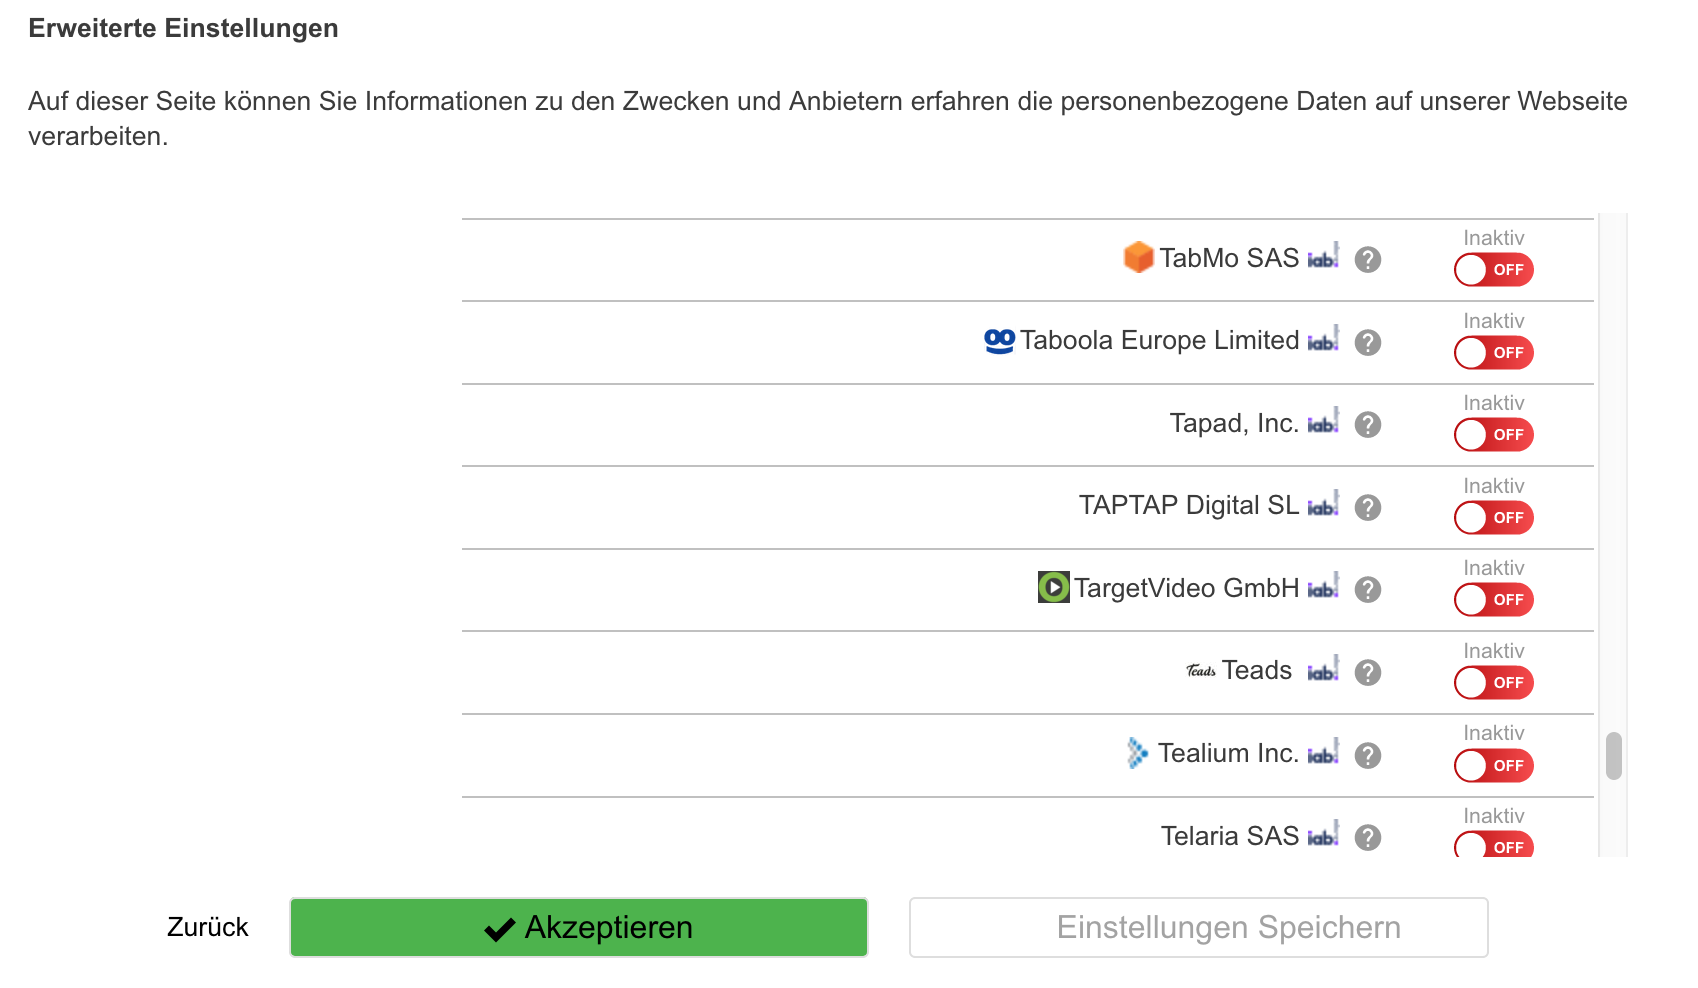 Erweiterte Einstellungen
Auf dieser Seite können Sie Informationen zu den Zwecken und Anbietern erfahren die personenbezogene Daten auf unserer Webseite
verarbeiten.
TabMo SAS iab. ? Inaktiv OFF
Taboola Europe Limited iab. ? Inaktiv OFF
Tapad, Inc. iab. ? Inaktiv OFF
TAPTAP Digital SL iab. ? Inaktiv OFF
TargetVideo GmbH iab. ? Inaktiv OFF
Teads Teads iab. ? Inaktiv OFF
Tealium Inc. iab. ? Inaktiv OFF
Telaria SAS iab. ? Inaktiv OFF
Zurück Akzeptieren Einstellungen Speichern